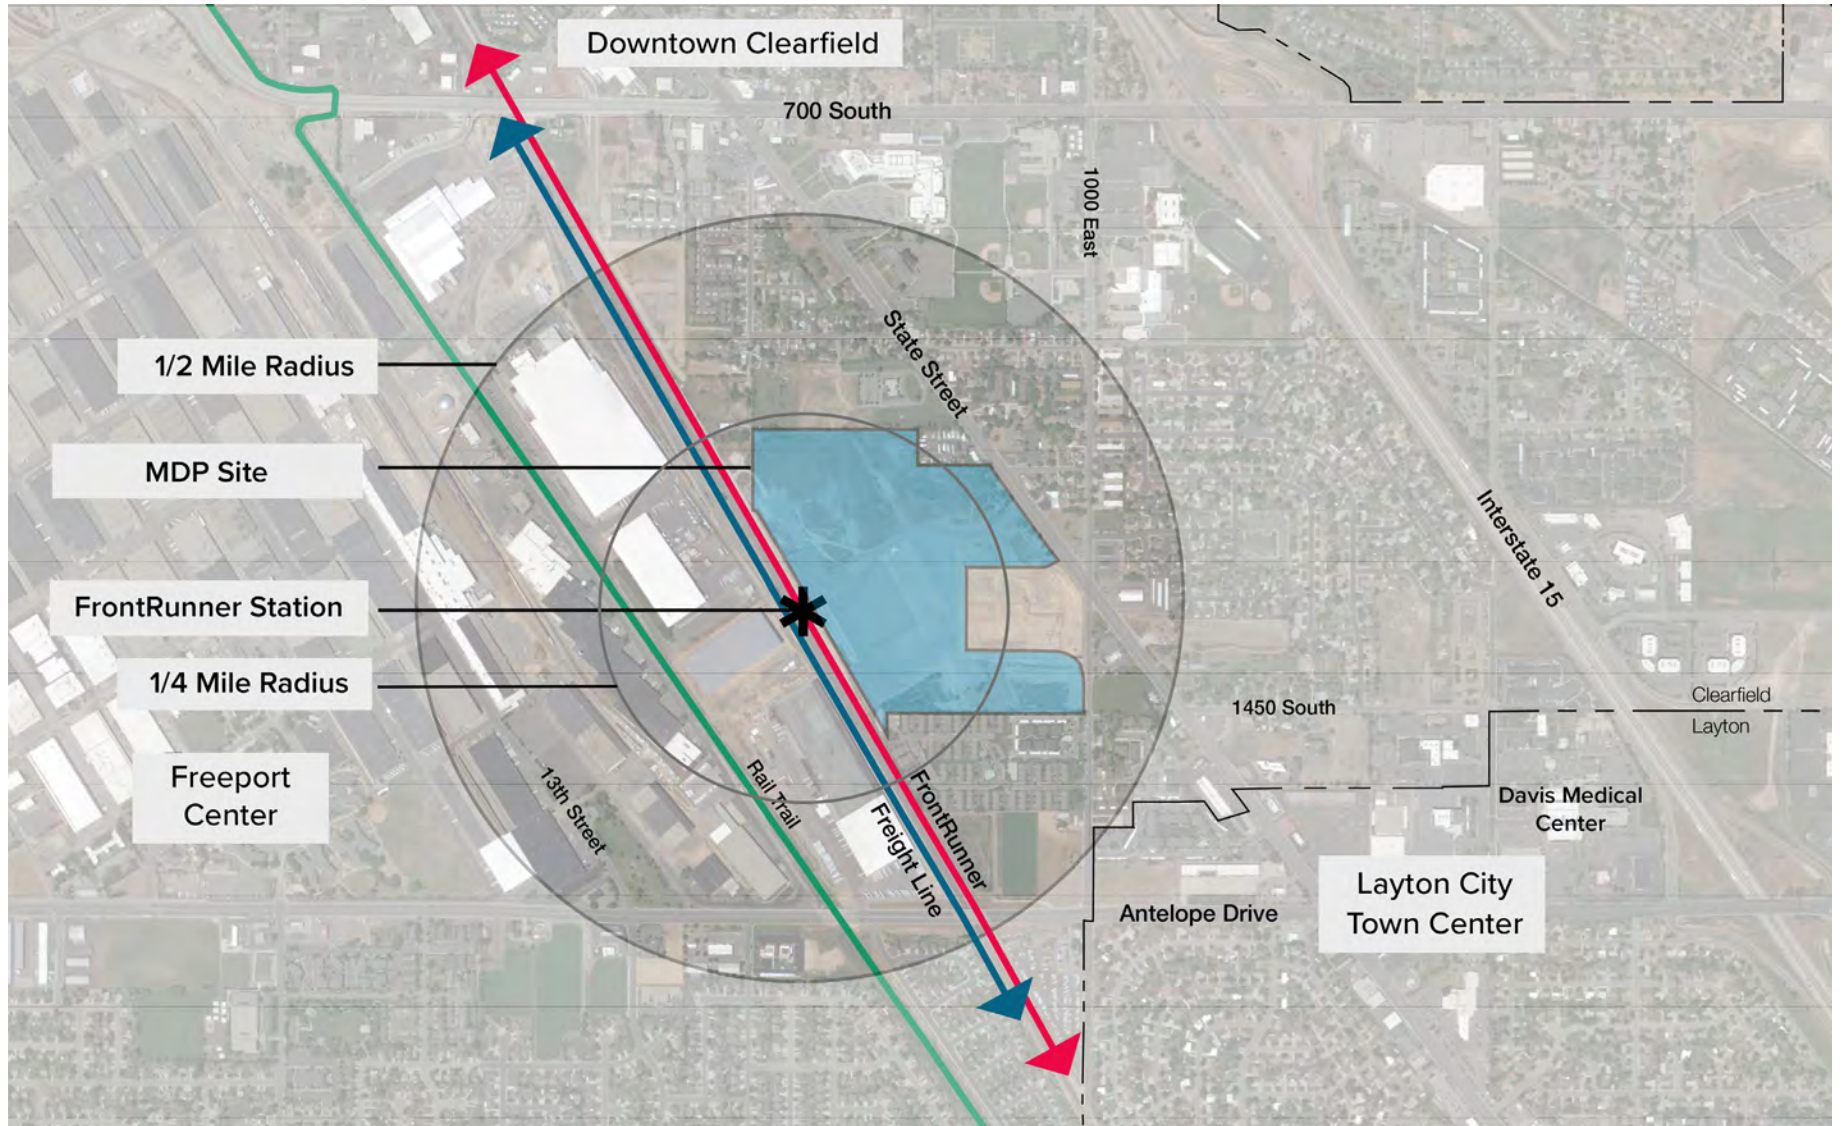 Downtown Clearfield
700 South
1000 East
State Street
1/2 Mile Radius
MDP Site
Interstate 15
FrontRunner Station
1/4 Mile Radius
Clearfield
1450 South
Layton
Freeport
Center
13th Street
Rail Trail
FrontRunner
Freight Line
Davis Medical
Center
Layton City
Town Center
Antelope Drive